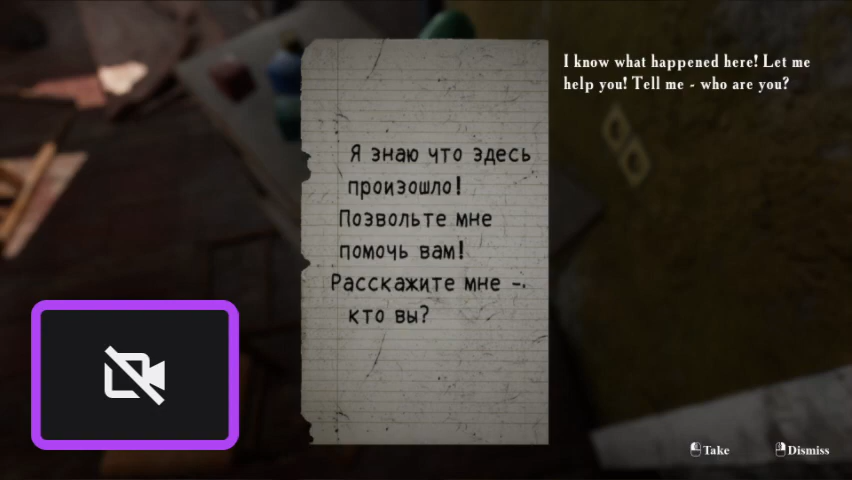 Я знаю что здесь
произошло!
Позвольте мне
помочь вам!
Расскажите мне -
кто вы?
I know what happened here! Let me
help you! Tell me - who are you?
Take
Dismiss